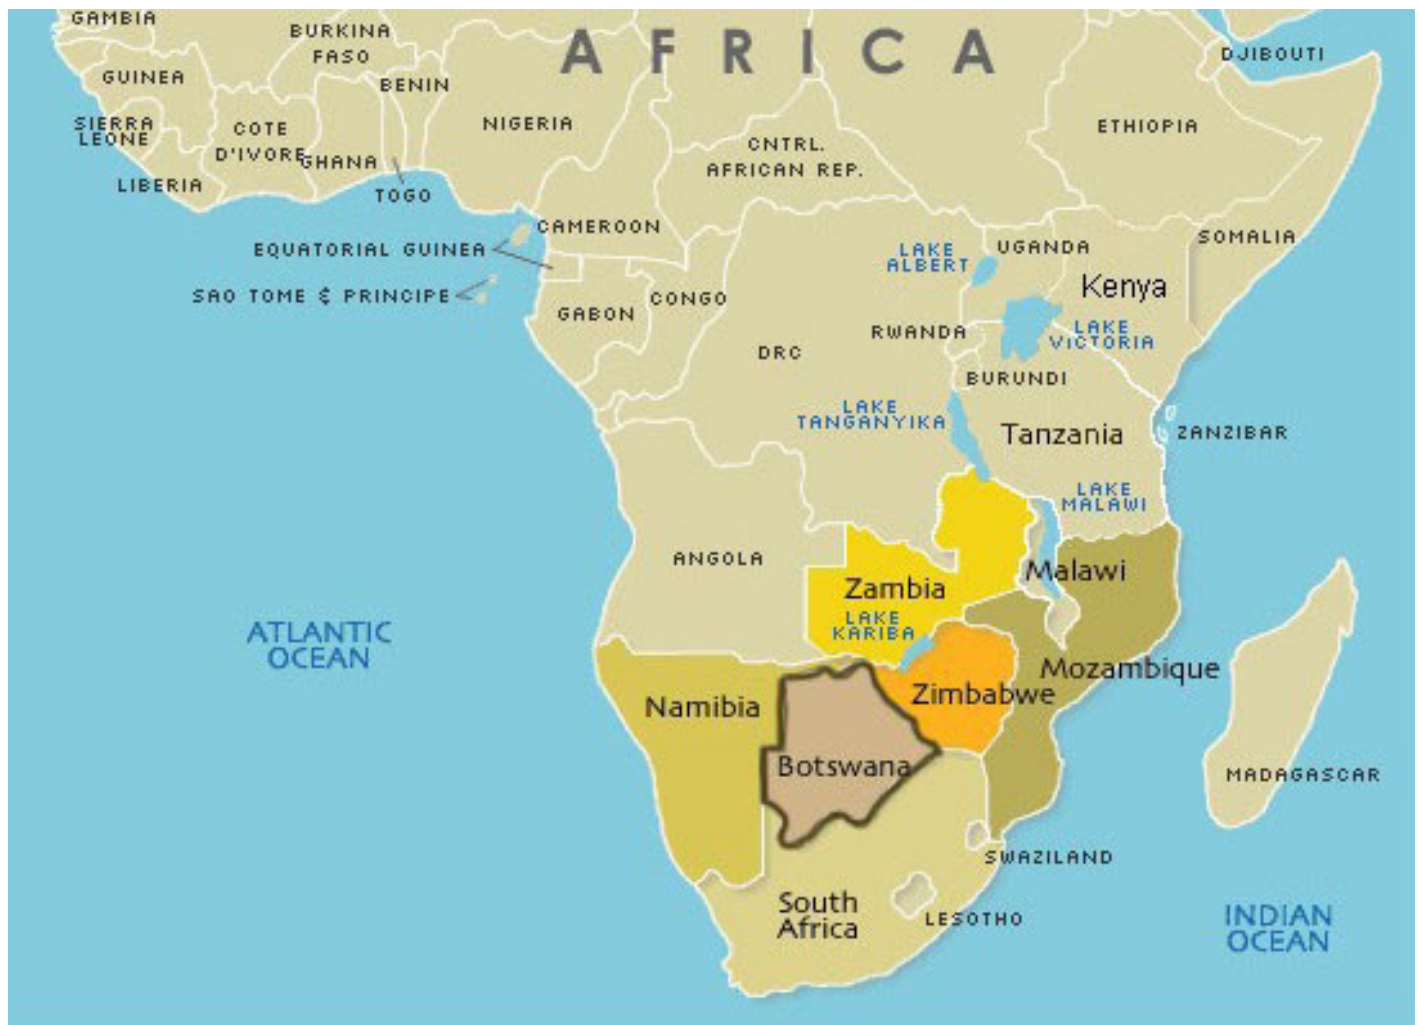 GAMBIA
AFRICA
BURKINA
FASO
DJIBOUTI
GUINEA
BENIN
SIERRA
LEONE
COTE
D'IVORE
GHANA
NIGERIA
CNTRL.
AFRICAN REP.
ETHIOPIA
LIBERIA
TOGO
CAMEROON
EQUATORIAL GUINEA
SAO TOME & PRINCIPE
GABON
CONGO
LAKE
ALBERT
UGANDA
SOMALIA
Kenya
RWANDA
LAKE
VICTORIA
DRC
BURUNDI
LAKE
TANGANYIKA
Tanzania
ZANZIBAR
LAKE
MALAWI
ANGOLA
Malawi
Zambia
LAKE
KARIBA
ATLANTIC
OCEAN
Mozambique
Namibia
Zimbabwe
Botswana
MADAGASCAR
SWAZILAND
South
Africa
LESOTHO
INDIAN
OCEAN